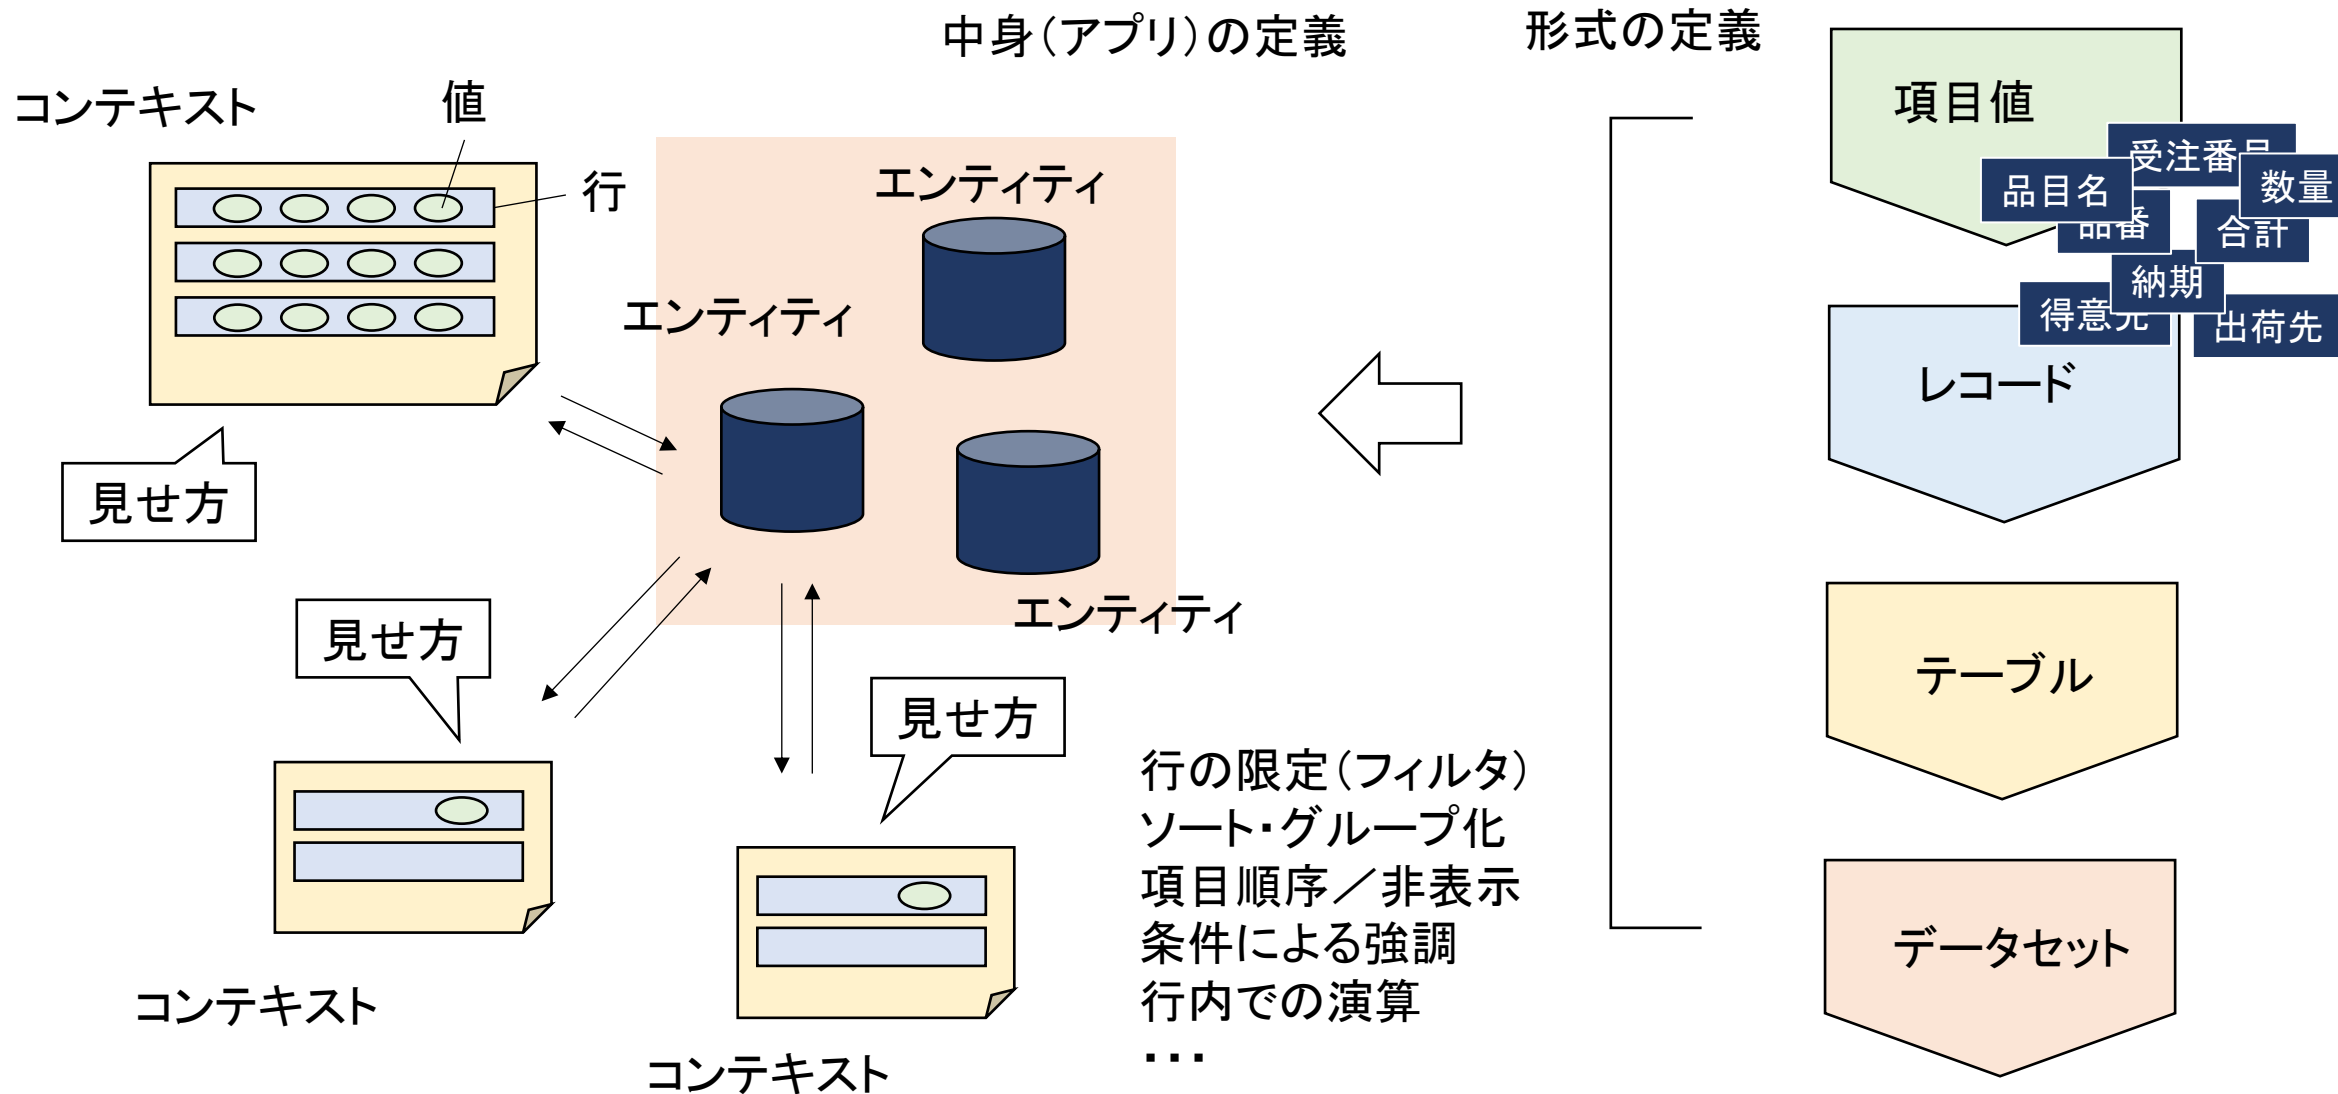 中身（アプリ）の定義
形式の定義
コンテキスト
値
行
エンティティ
エンティティ
エンティティ
見せ方
見せ方
見せ方
コンテキスト
コンテキスト
行の限定（フィルタ）
ソート・グループ化
項目順序／非表示
条件による強調
行内での演算
・・・
項目値
受注番号
品目名
数量
品番
合計
納期
得意先
出荷先
レコード
テーブル
データセット